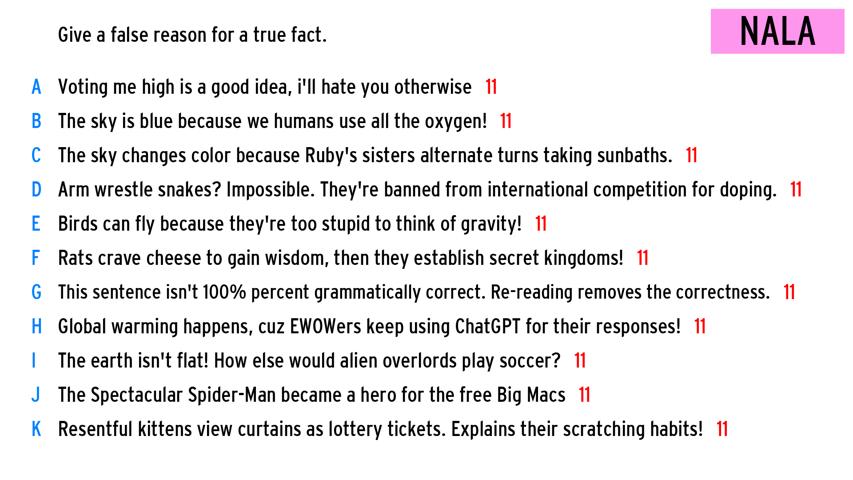 Give a false reason for a true fact.
NALA
A Voting me high is a good idea, i'll hate you otherwise 11
B The sky is blue because we humans use all the oxygen! 11
C The sky changes color because Ruby's sisters alternate turns taking sunbaths. 11
D Arm wrestle snakes? Impossible. They're banned from international competition for doping. 11
E Birds can fly because they're too stupid to think of gravity! 11
F Rats crave cheese to gain wisdom, then they establish secret kingdoms! 11
G This sentence isn't 100% percent grammatically correct. Re-reading removes the correctness. 11
H Global warming happens, cuz EWOWers keep using ChatGPT for their responses! 11
I The earth isn't flat! How else would alien overlords play soccer? 11
J The Spectacular Spider-Man became a hero for the free Big Macs 11
K Resentful kittens view curtains as lottery tickets. Explains their scratching habits! 11